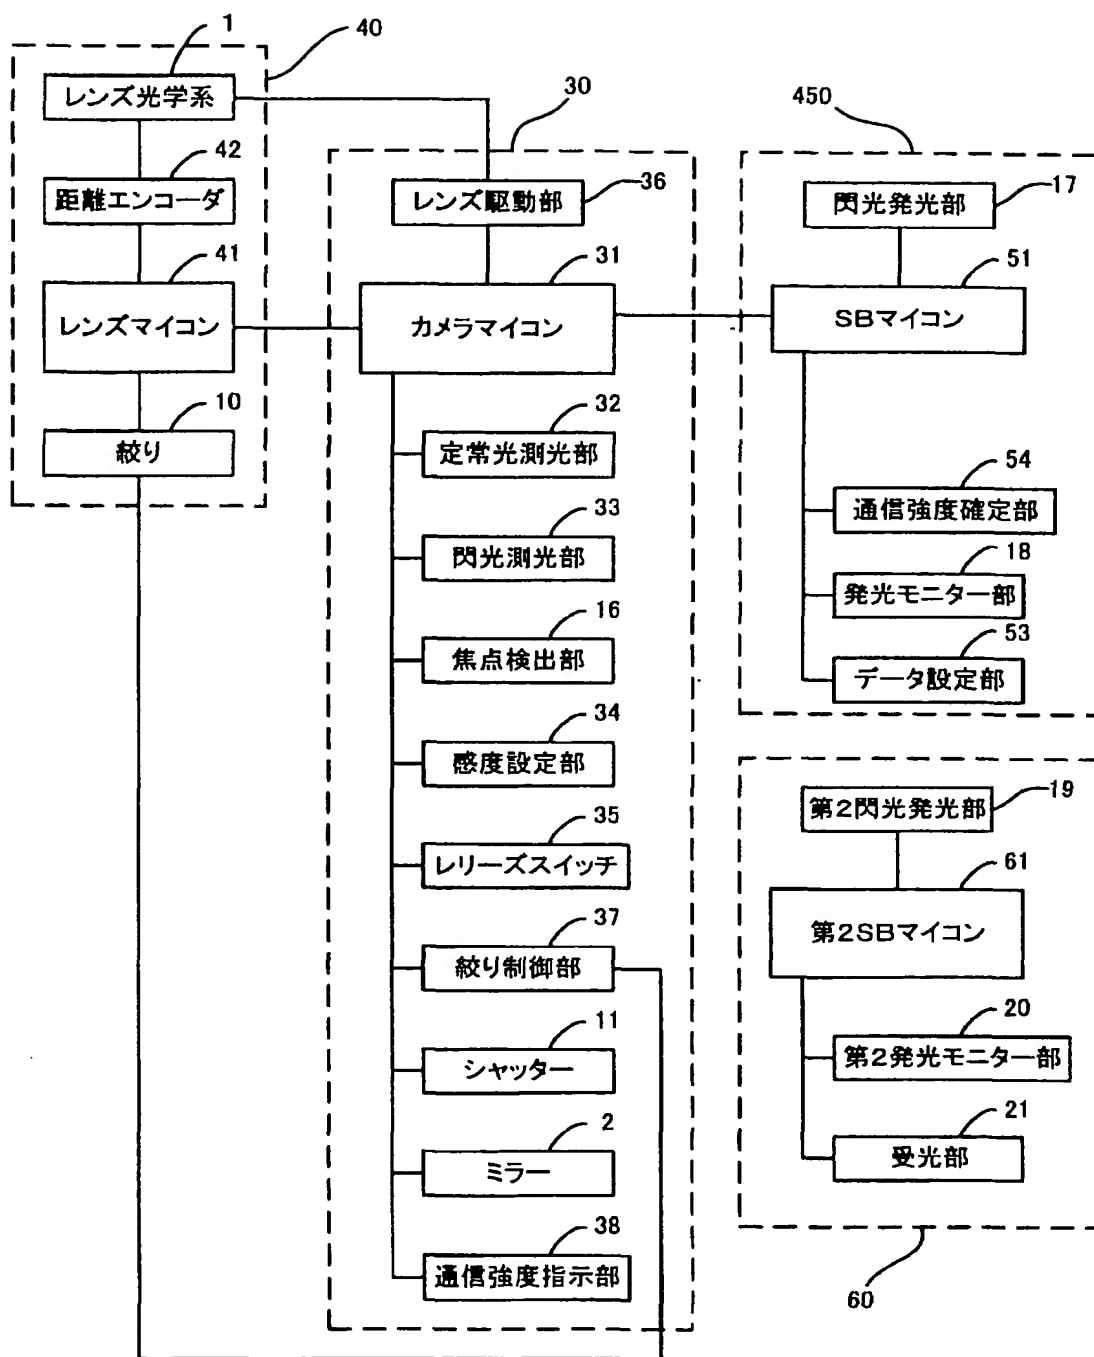 1
40
レンズ光学系
42
距離エンコーダ
41
レンズマイコン
10
絞り
30
レンズ駆動部
36
31
カメラマイコン
32
定常光測光部
33
閃光測光部
16
焦点検出部
34
感度設定部
35
レリーズスイッチ
37
絞り制御部
11
シャッター
2
ミラー
38
通信強度指示部
450
閃光発光部
17
51
SBマイコン
54
通信強度確定部
18
発光モニター部
53
データ設定部
第2閃光発光部
19
61
第2SBマイコン
20
第2発光モニター部
21
受光部
60